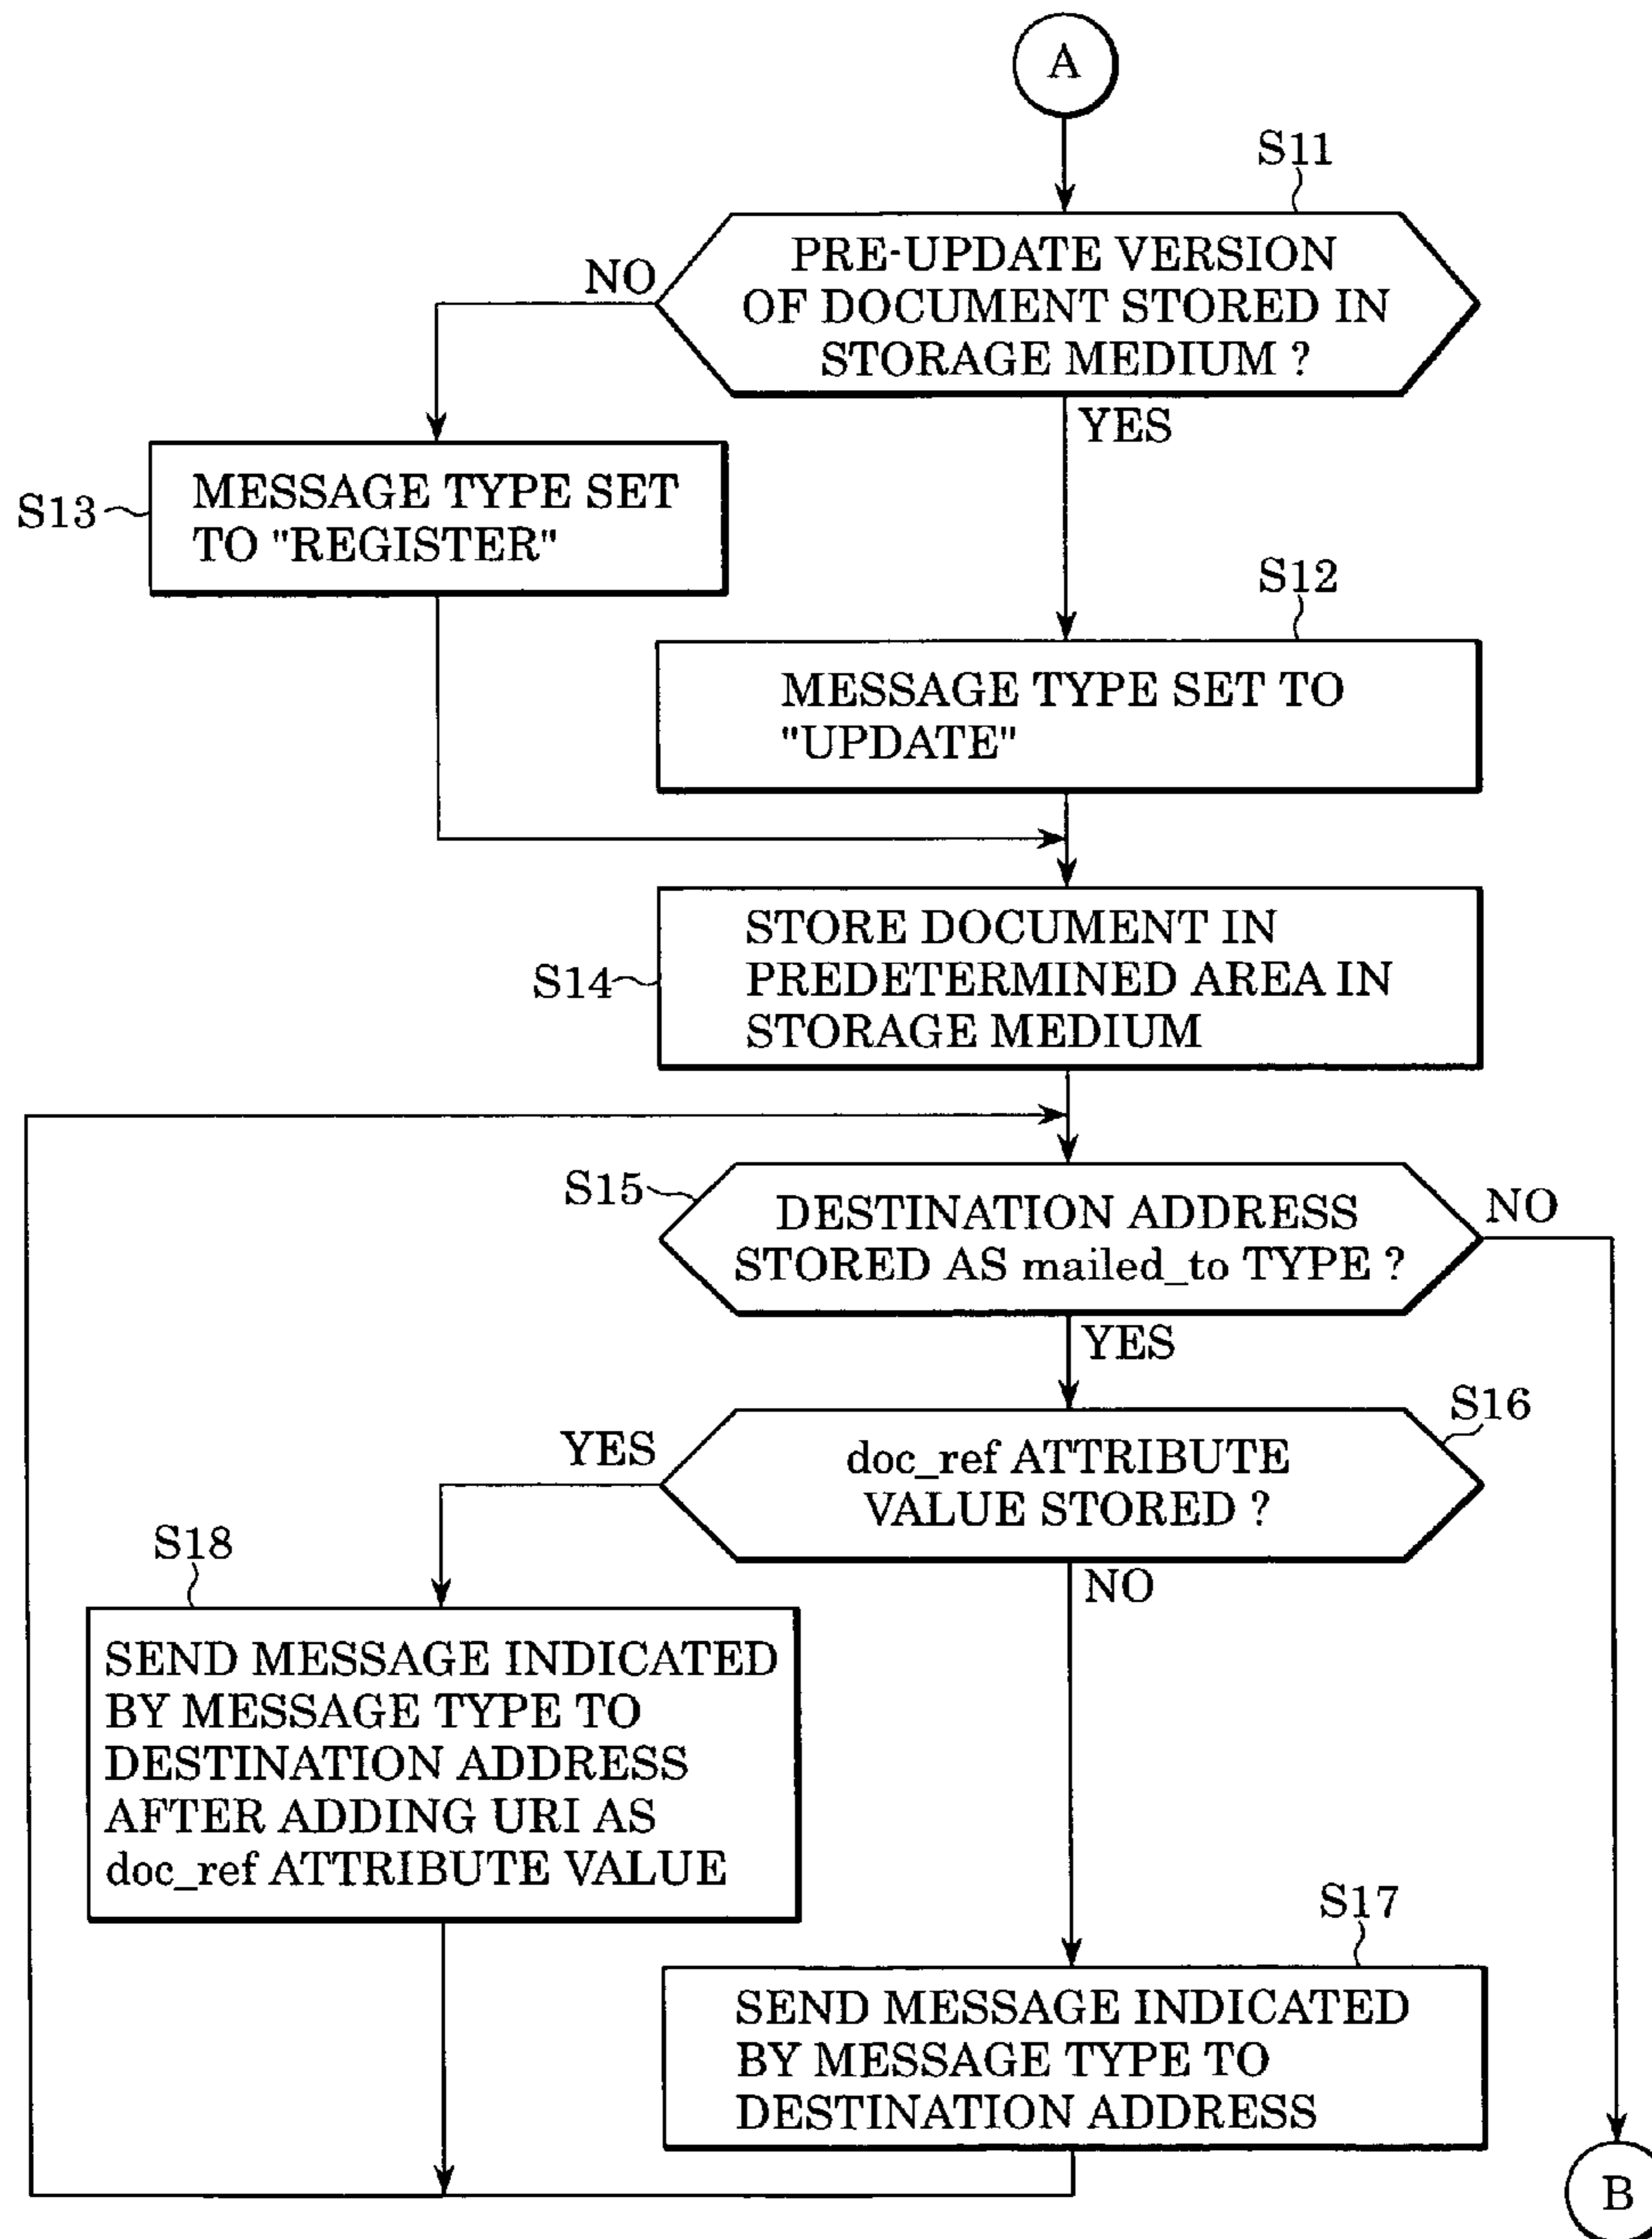 A
S11
PRE-UPDATE VERSION
OF DOCUMENT STORED IN
STORAGE MEDIUM ?
NO
YES
S13
MESSAGE TYPE SET
TO "REGISTER"
S12
MESSAGE TYPE SET TO
"UPDATE"
S14
STORE DOCUMENT IN
PREDETERMINED AREA IN
STORAGE MEDIUM
S15
DESTINATION ADDRESS
STORED AS mailed_to TYPE ?
NO
YES
S16
doc_ref ATTRIBUTE
VALUE STORED ?
YES
NO
S18
SEND MESSAGE INDICATED
BY MESSAGE TYPE TO
DESTINATION ADDRESS
AFTER ADDING URI AS
doc_ref ATTRIBUTE VALUE
S17
SEND MESSAGE INDICATED
BY MESSAGE TYPE TO
DESTINATION ADDRESS
B